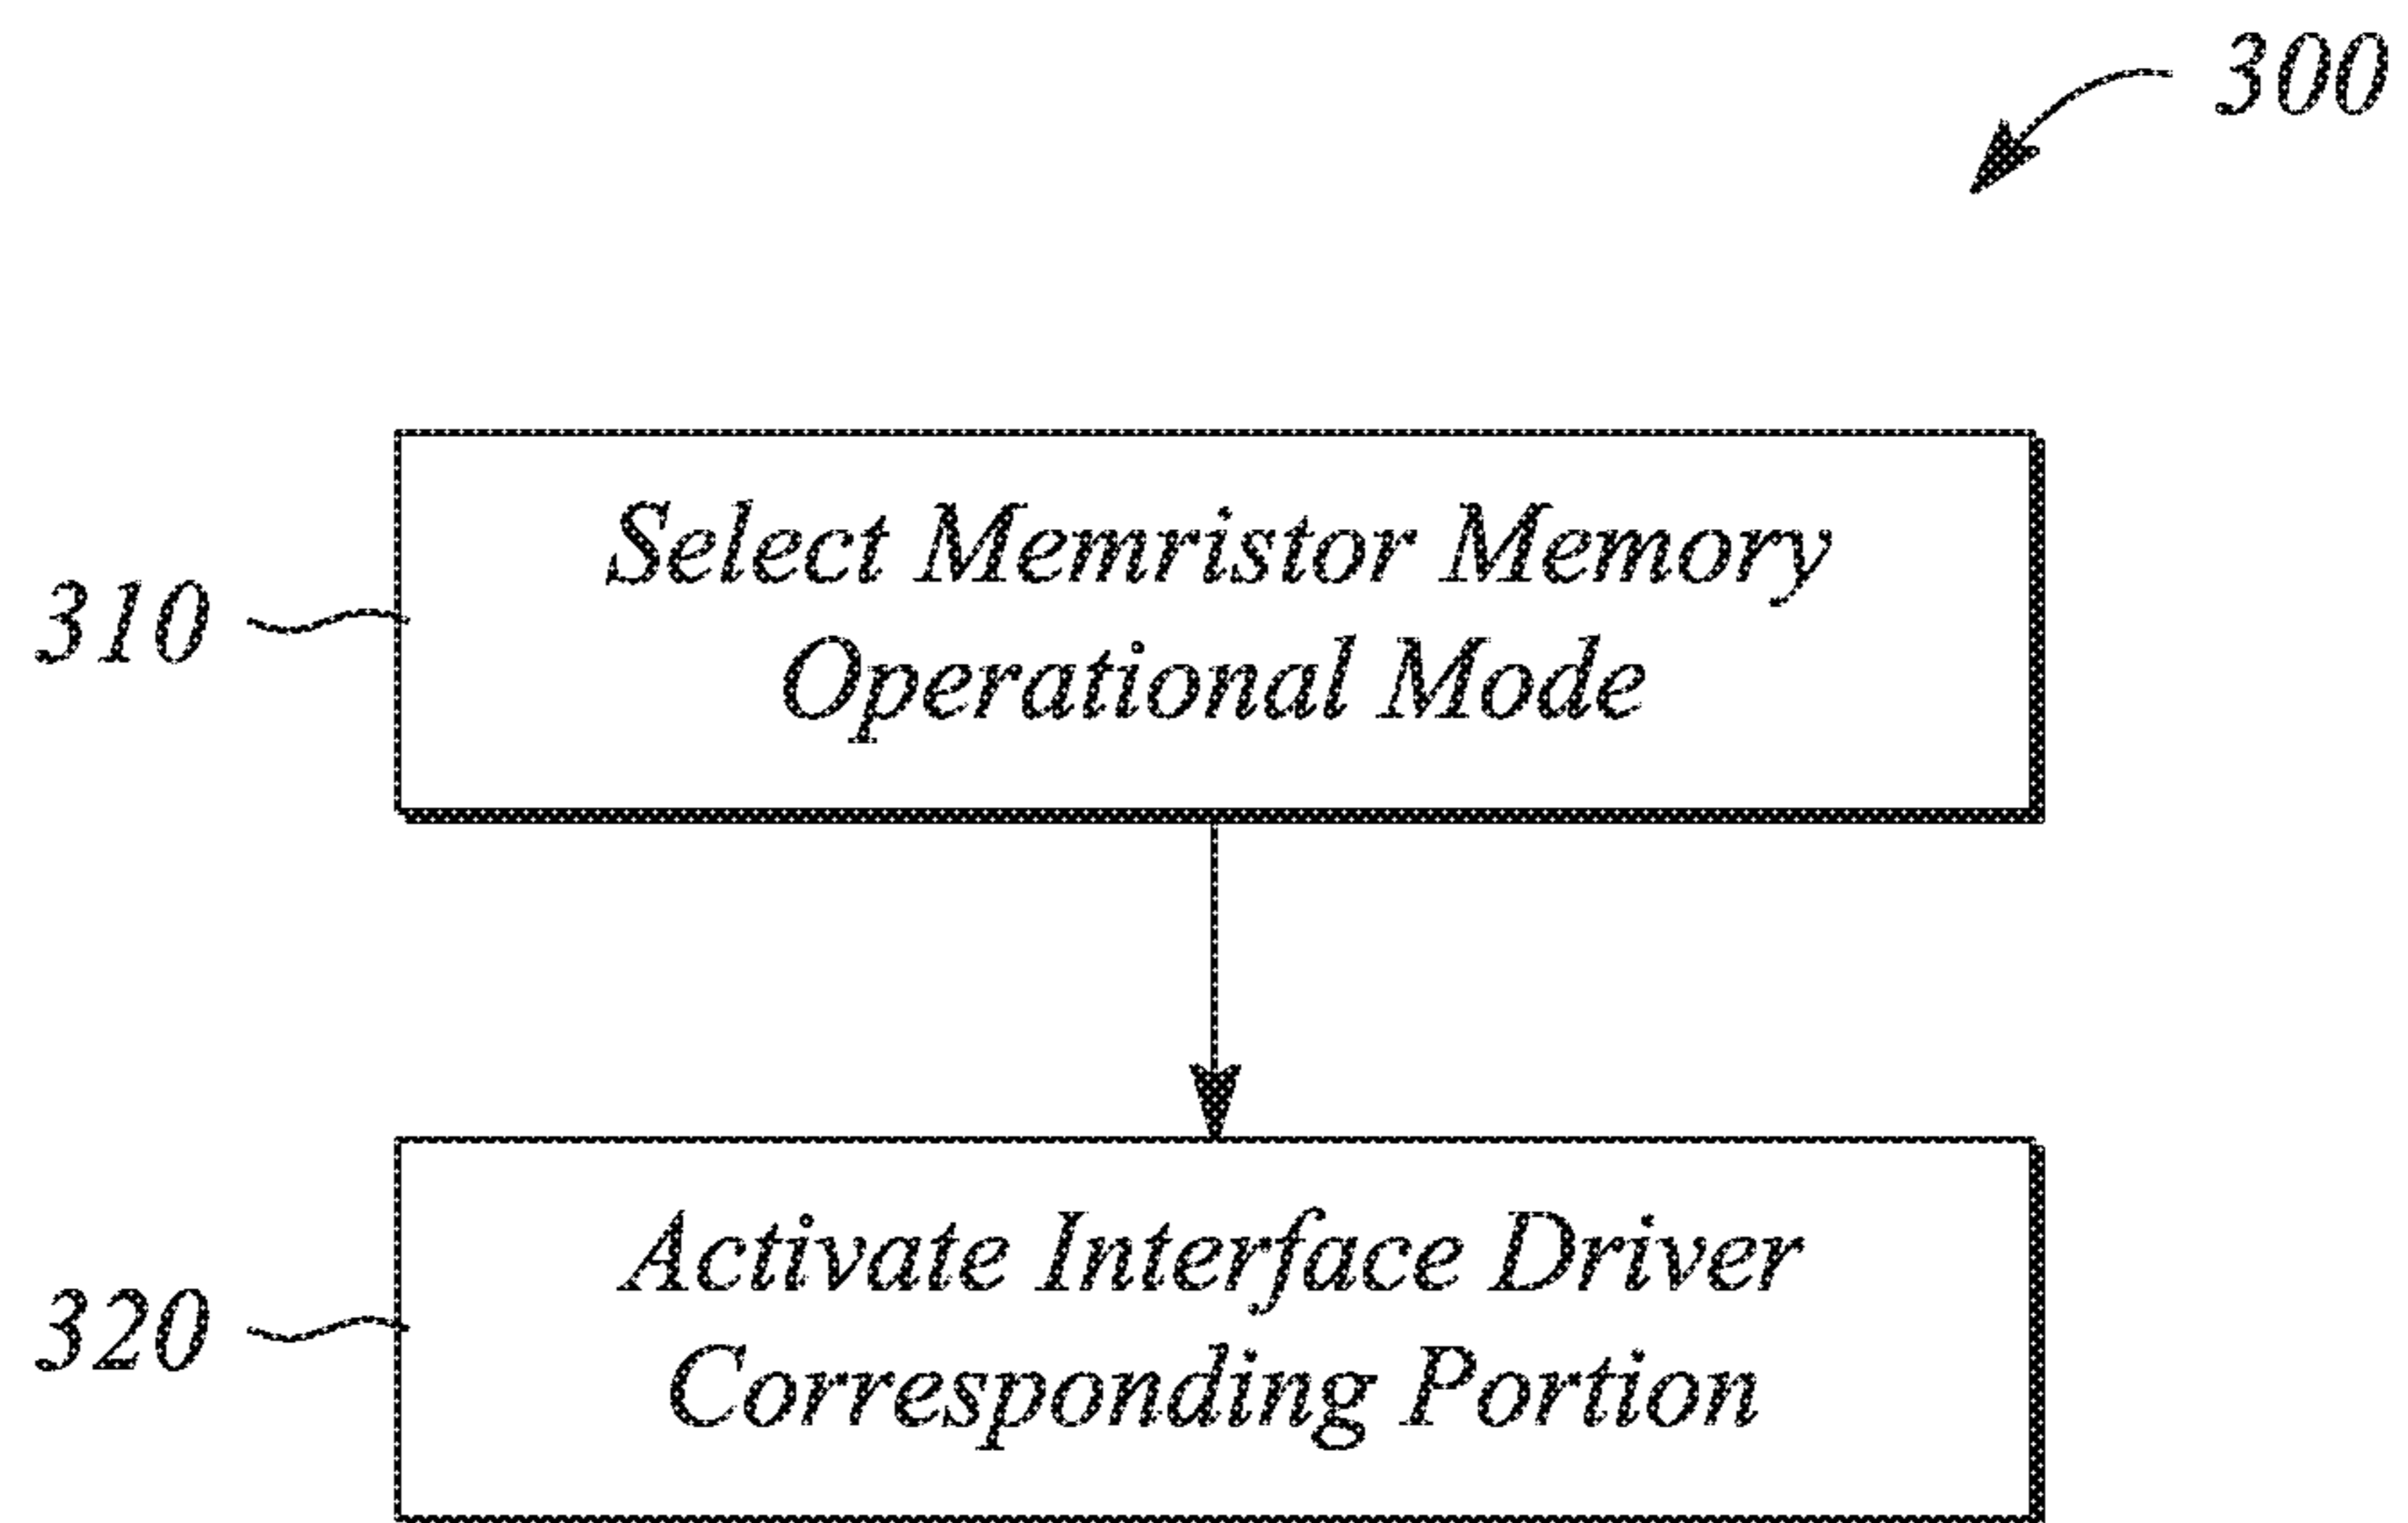 300
310
Select Memristor Memory
Operational Mode
320
Activate Interface Driver
Corresponding Portion